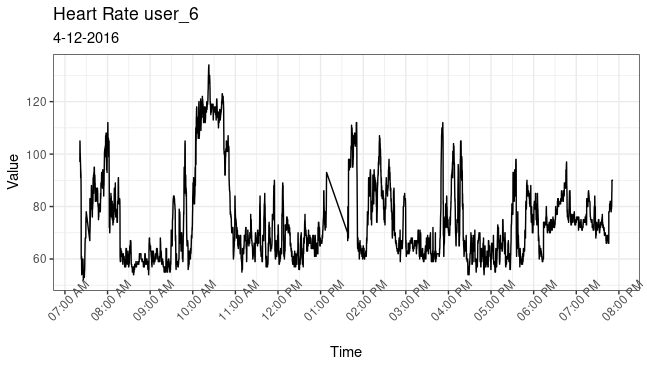 Heart Rate user_6
4-12-2016
Value
120
100
80
60
07:00 AM
08:00 AM
09:00 AM
10:00 AM
11:00 AM
12:00 PM
01:00 PM
02:00 PM
03:00 PM
04:00 PM
05:00 PM
06:00 PM
07:00 PM
08:00 PM
Time